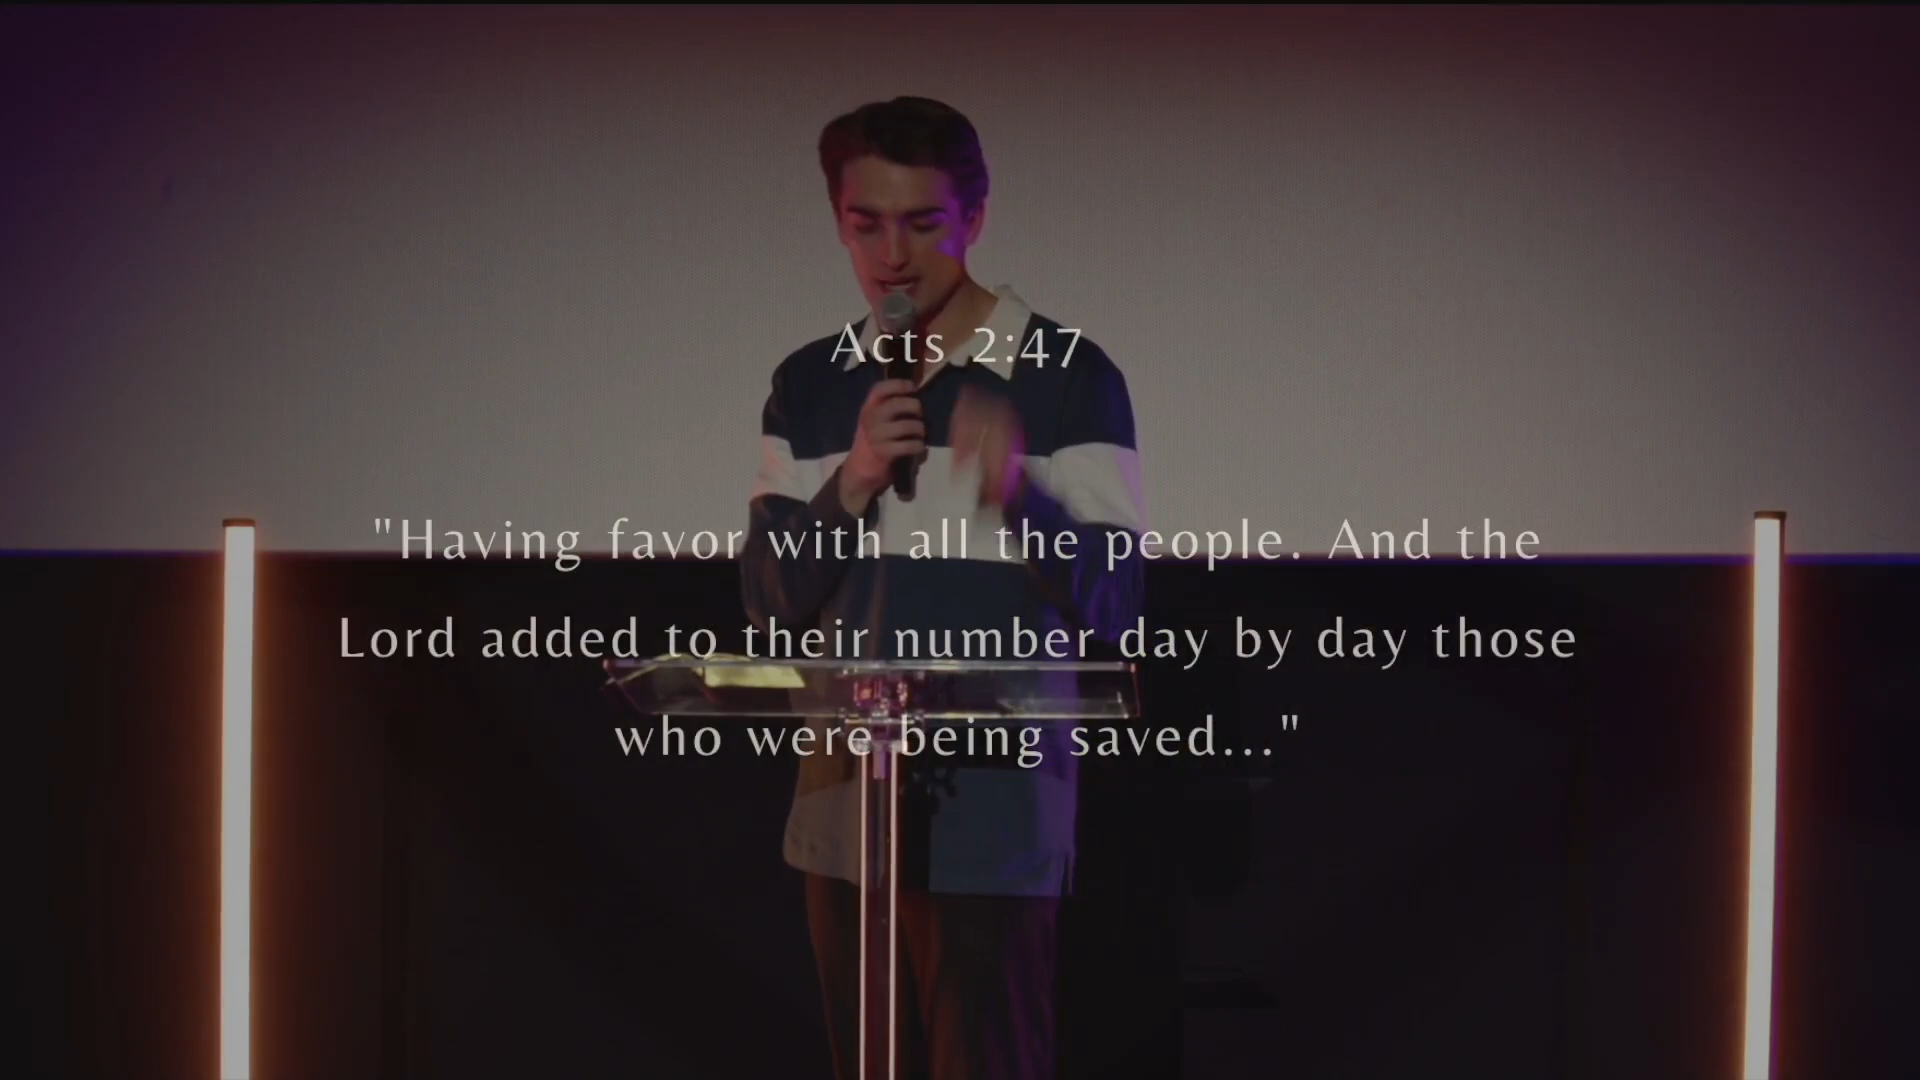 Acts 2:47
"Having favor with all the people. And the
Lord added to their number day by day those
who were being saved..."